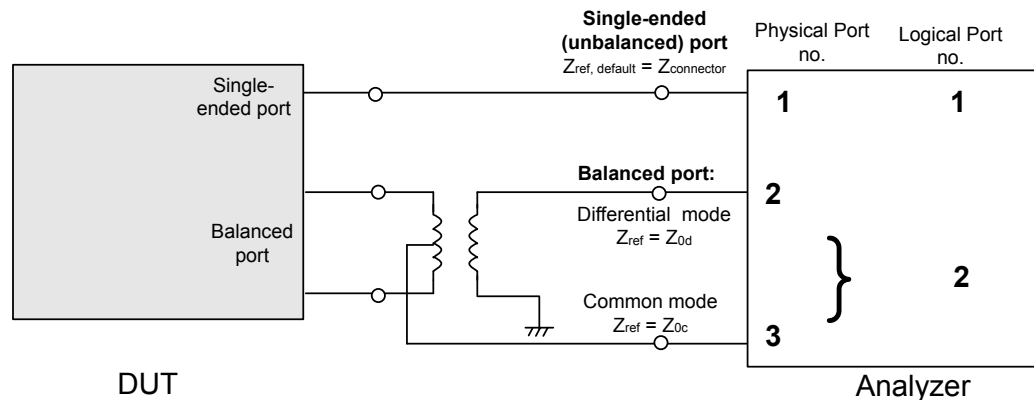 Single-ended
(unbalanced) port
Zref, default = Zconnector
Physical Port
no.
Logical Port
no.
Single-
ended port
1
1
Balanced port:
2
Differential mode
Zref = Z0d
Balanced
port
}
2
Common mode
Zref = Z0c
3
DUT
Analyzer